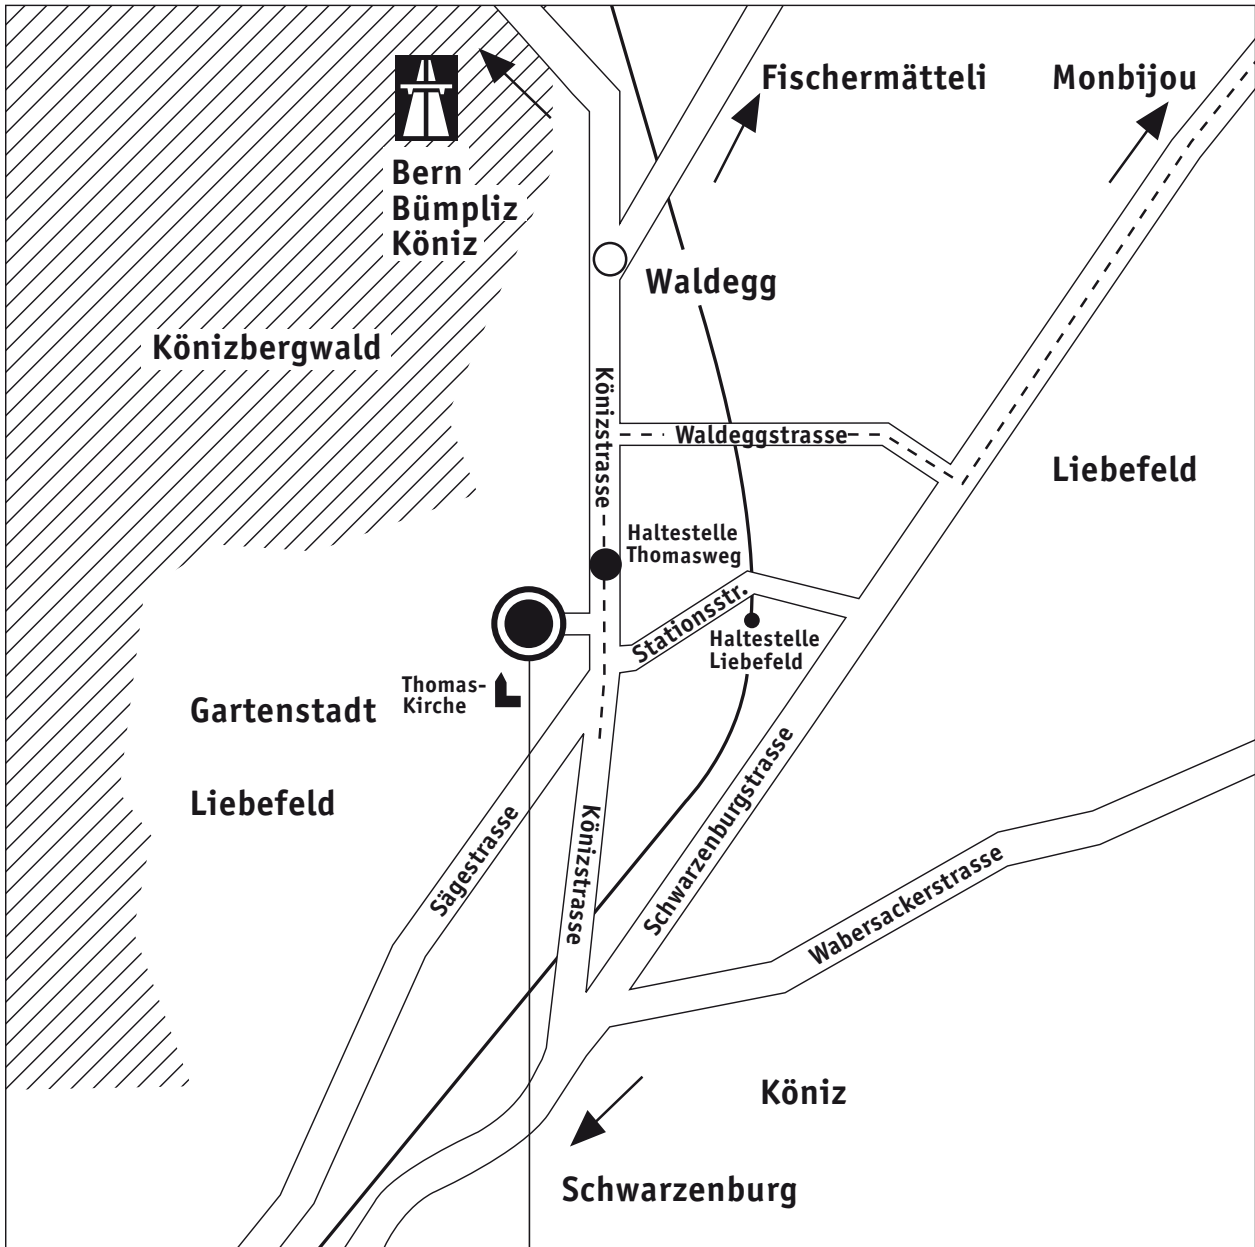 Fischermätteli
Monbijou
Bern
Bümpliz
Köniz
Waldegg
Könizbergwald
Könizstrasse
Waldeggstrasse
Liebefeld
Haltestelle
Thomasweg
Stationsstr.
Haltestelle
Liebefeld
Thomas-
Kirche
Gartenstadt
Liebefeld
Sägestrasse
Könizstrasse
Schwarzenburgstrasse
Wabersackerstrasse
Köniz
Schwarzenburg